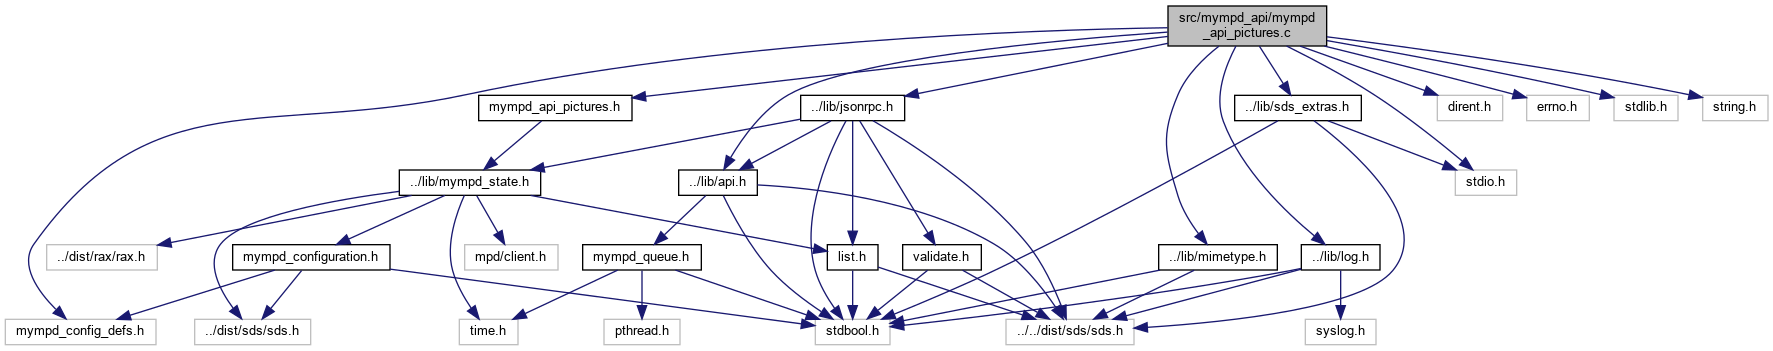 src/mympd_api/mympd
_api_pictures.c
mympd_api_pictures.h
../lib/jsonrpc.h
../lib/sds_extras.h
dirent.h
errno.h
stdlib.h
string.h
../lib/mympd_state.h
../lib/api.h
stdio.h
../dist/rax/rax.h
mympd_configuration.h
mpd/client.h
mympd_queue.h
list.h
validate.h
../lib/mimetype.h
../lib/log.h
mympd_config_defs.h
../dist/sds/sds.h
time.h
pthread.h
stdbool.h
../../dist/sds/sds.h
syslog.h